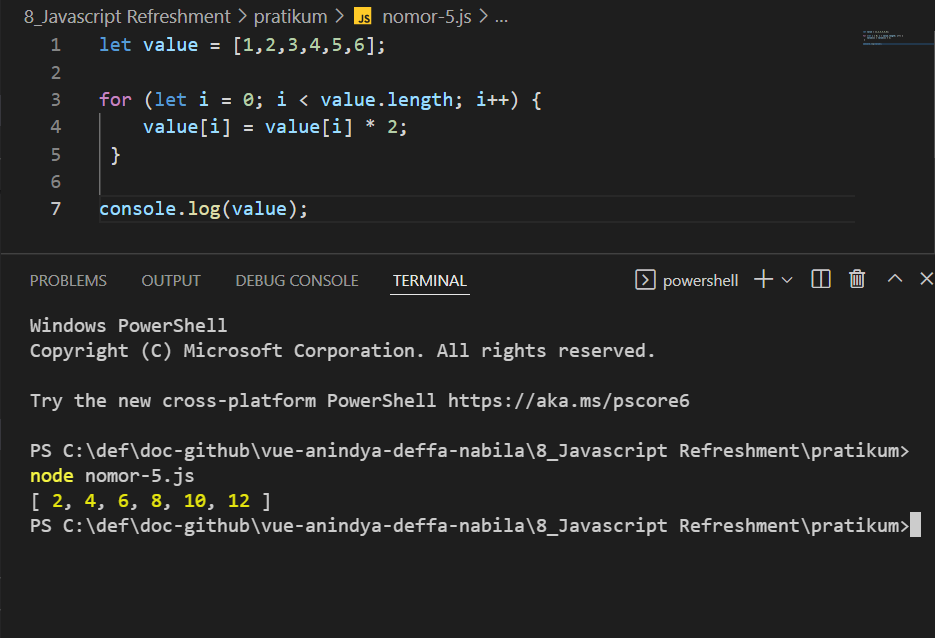 8_Javascript Refreshment > pratikum > JS nomor-5.js > ...
1 let value = [1,2,3,4,5,6];
2
3 for (let i = 0; i < value.length; i++) {
4 value[i] = value[i] * 2;
5 }
6
7 console.log(value);
PROBLEMS OUTPUT DEBUG CONSOLE TERMINAL powershell
Windows PowerShell
Copyright (C) Microsoft Corporation. All rights reserved.
Try the new cross-platform PowerShell https://aka.ms/pscore6
PS C:\def\doc-github\vue-anindya-deffa-nabila\8_Javascript Refreshment\pratikum>
node nomor-5.js
[ 2, 4, 6, 8, 10, 12 ]
PS C:\def\doc-github\vue-anindya-deffa-nabila\8_Javascript Refreshment\pratikum>